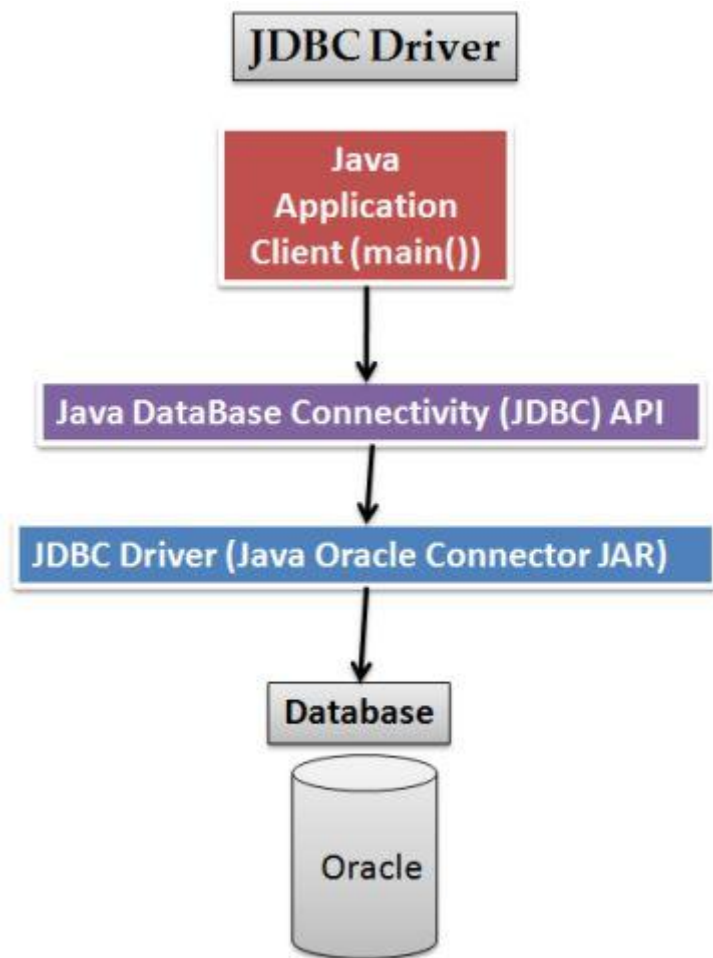 JDBC Driver
Java
Application
Client (main())
Java DataBase Connectivity (JDBC) API
JDBC Driver (Java Oracle Connector JAR)
Database
Oracle